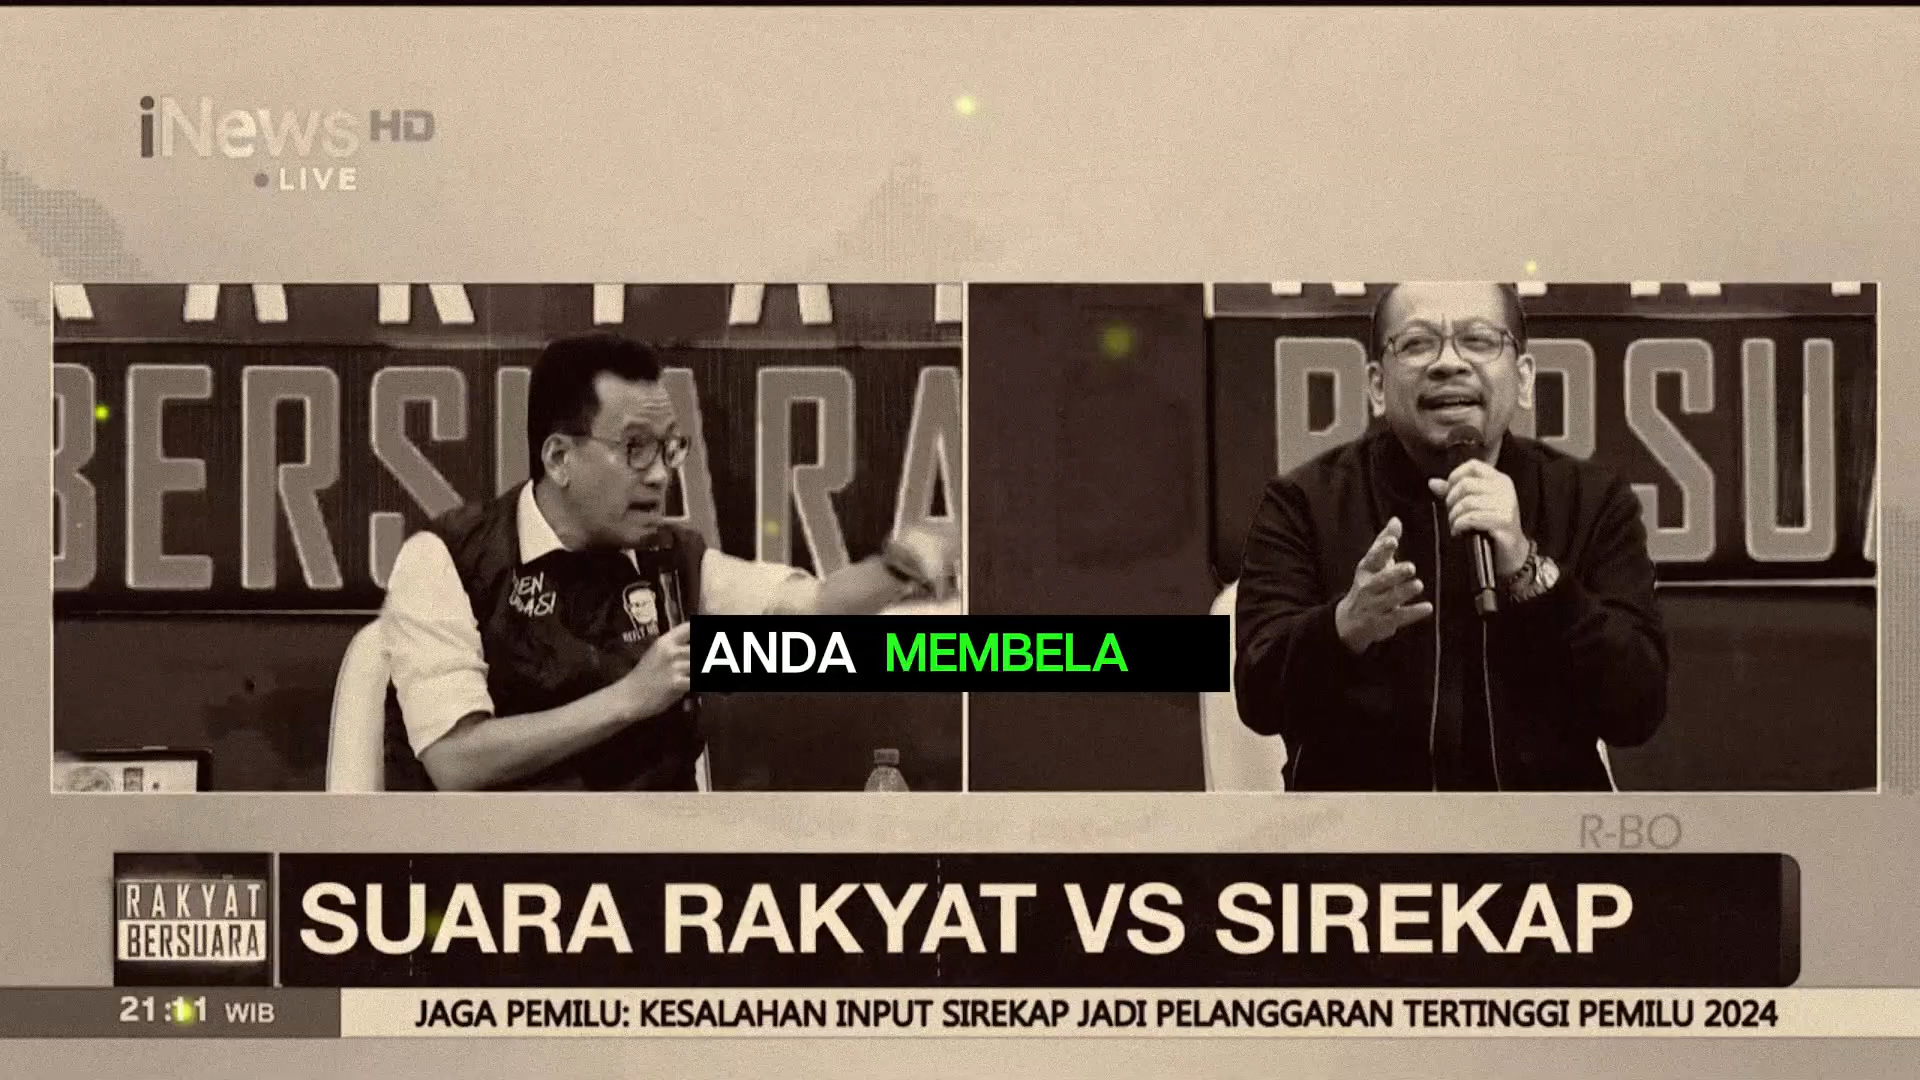 iNews HD
LIVE
BERSUARA
BERSU
ANDA MEMBELA
R-BO
RAKYAT
BERSUARA
SUARA RAKYAT VS SIREKAP
21:11 WIB
JAGA PEMILU: KESALAHAN INPUT SIREKAP JADI PELANGGARAN TERTINGGI PEMILU 2024